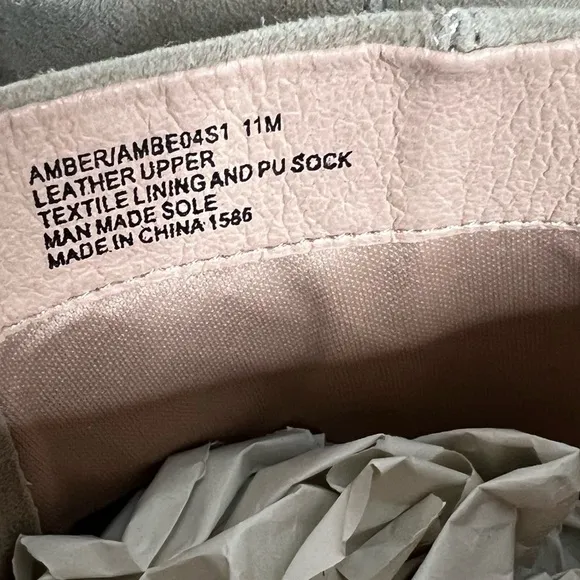 AMBER/AMBE04S1 11M
LEATHER UPPER
TEXTILE LINING AND PU SOCK
MAN MADE SOLE
MADE IN CHINA 1586